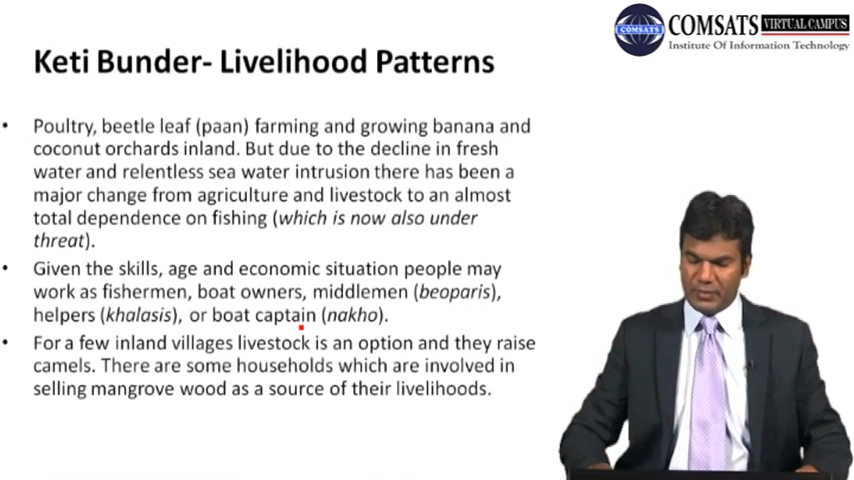 COMSATS VIRTUAL CAMPUS
COMSATS
Institute Of Information Technology
Keti Bunder- Livelihood Patterns
• Poultry, beetle leaf (paan) farming and growing banana and
coconut orchards inland. But due to the decline in fresh
water and relentless sea water intrusion there has been a
major change from agriculture and livestock to an almost
total dependence on fishing (which is now also under
threat).
• Given the skills, age and economic situation people may
work as fishermen, boat owners, middlemen (beoparis),
helpers (khalasis), or boat captain (nakho).
• For a few inland villages livestock is an option and they raise
camels. There are some households which are involved in
selling mangrove wood as a source of their livelihoods.